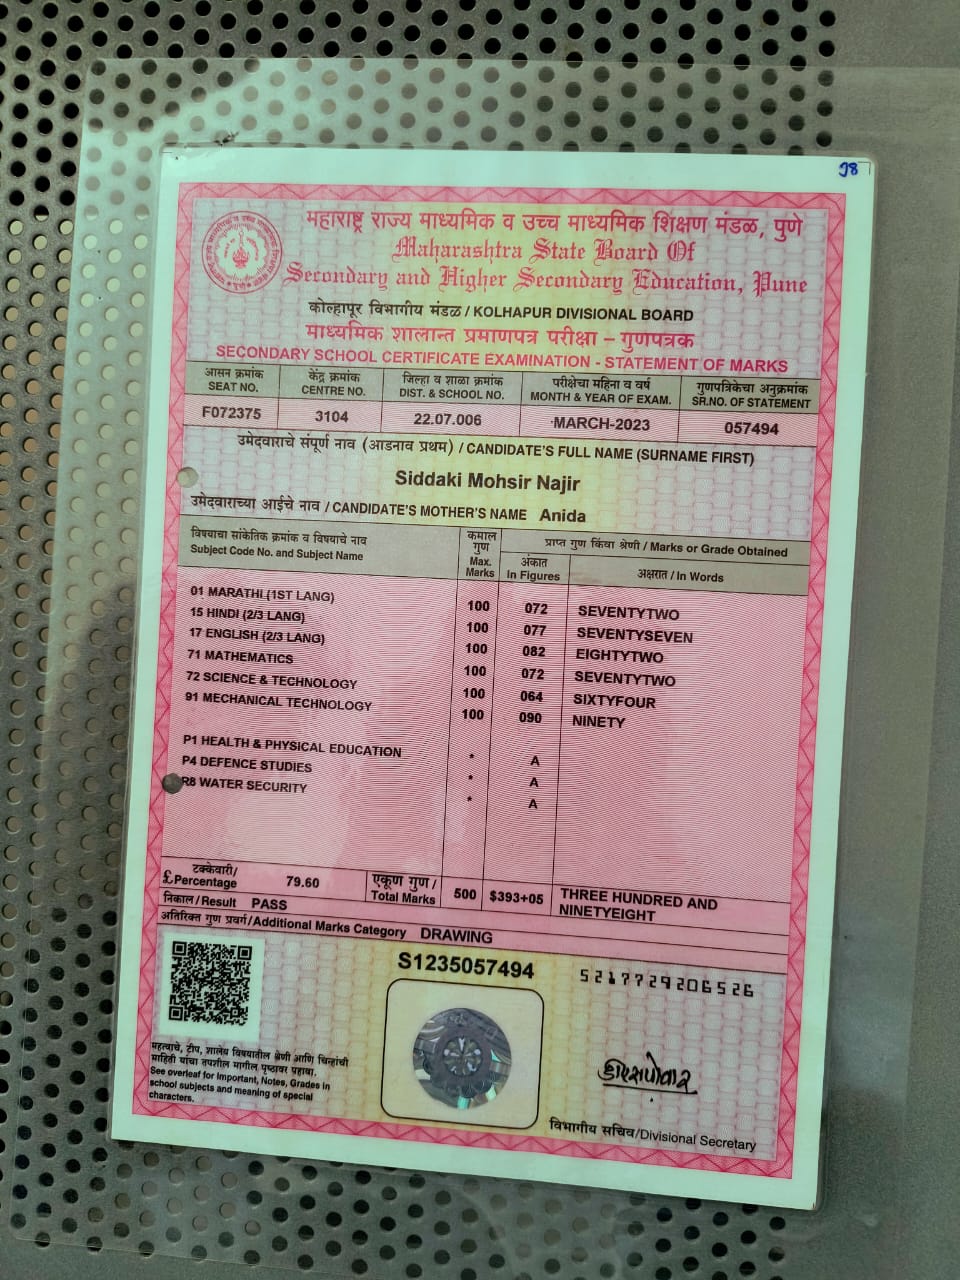 98
महाराष्ट्र राज्य माध्यमिक व उच्च माध्यमिक शिक्षण मंडळ, पुणे
Maharashtra State Board Of
Secondary and Higher Secondary Education, Pune
कोल्हापूर विभागीय मंडळ / KOLHAPUR DIVISIONAL BOARD
माध्यमिक शालान्त प्रमाणपत्र परीक्षा – गुणपत्रक
SECONDARY SCHOOL CERTIFICATE EXAMINATION - STATEMENT OF MARKS
आसन क्रमांक केंद्र क्रमांक जिल्हा व शाळा क्रमांक परीक्षेचा महिना व वर्ष गुणपत्रिकेचा अनुक्रमांक
SEAT NO. CENTRE NO. DIST. & SCHOOL NO. MONTH & YEAR OF EXAM. SR.NO. OF STATEMENT
F072375 3104 22.07.006 MARCH-2023 057494
उमेदवाराचे संपूर्ण नाव (आडनाव प्रथम) / CANDIDATE'S FULL NAME (SURNAME FIRST)
Siddaki Mohsir Najir
उमेदवाराच्या आईचे नाव / CANDIDATE'S MOTHER'S NAME Anida
विषयाचा सांकेतिक क्रमांक व विषयाचे नाव
Subject Code No. and Subject Name
कमाल
गुण
Max.
Marks
प्राप्त गुण किंवा श्रेणी / Marks or Grade Obtained
अंकात
In Figures
अक्षरात / In Words
01 MARATHI (1ST LANG) 100 072 SEVENTYTWO
15 HINDI (2/3 LANG) 100 077 SEVENTYSEVEN
17 ENGLISH (2/3 LANG) 100 082 EIGHTYTWO
71 MATHEMATICS 100 072 SEVENTYTWO
72 SCIENCE & TECHNOLOGY 100 064 SIXTYFOUR
91 MECHANICAL TECHNOLOGY 100 090 NINETY
P1 HEALTH & PHYSICAL EDUCATION * A
P4 DEFENCE STUDIES * A
R8 WATER SECURITY * A
टक्केवारी/
£ Percentage 79.60
एकूण गुण /
Total Marks 500 $393+05 THREE HUNDRED AND
NINETYEIGHT
निकाल/Result PASS
अतिरिक्त गुण प्रवर्ग/Additional Marks Category DRAWING
S1235057494
5217729206526
महत्वाचे, टीप, शालेय विषयातील श्रेणी आणि चिन्हांची
माहिती यांचा तपशील मागील पृष्ठावर पहावा.
See overleaf for Important, Notes, Grades in
school subjects and meaning of special
characters.
विभागीय सचिव/Divisional Secretary